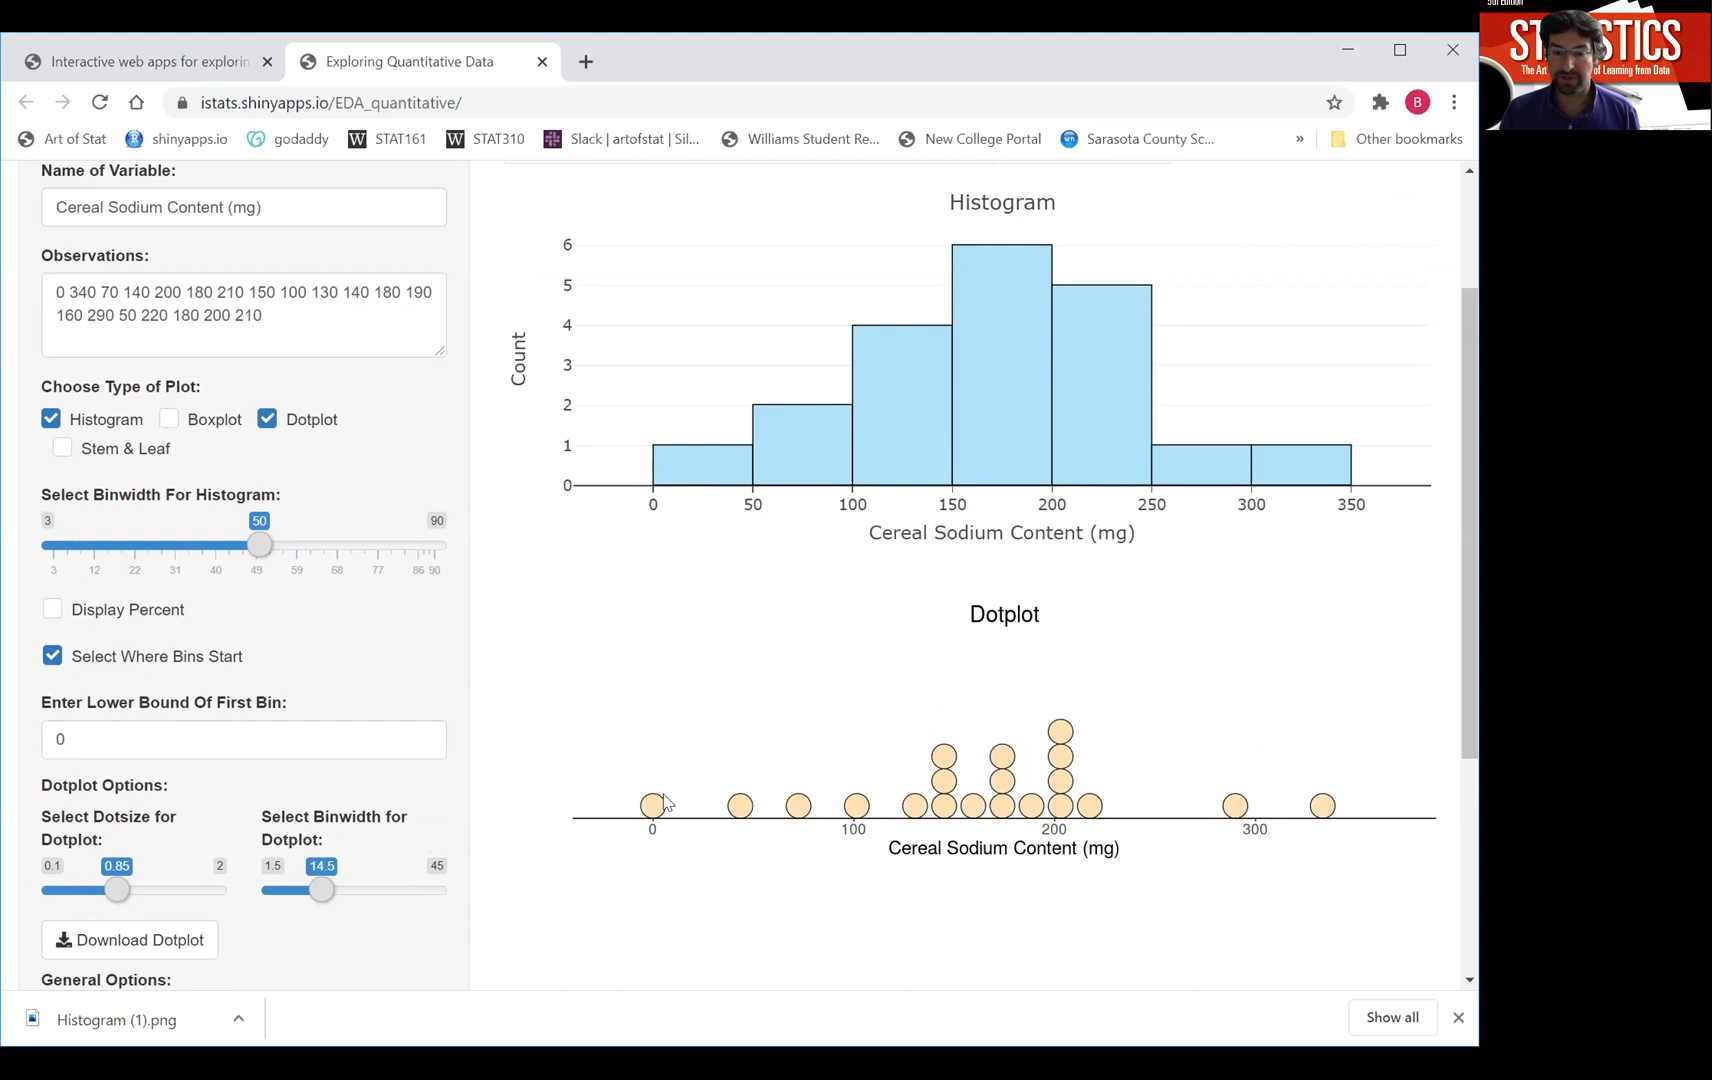 5th Edition
STATISTICS
The Art of Learning from Data
Interactive web apps for explorin
Exploring Quantitative Data
istats.shinyapps.io/EDA_quantitative/
B
Art of Stat
shinyapps.io
godaddy
STAT161
STAT310
Slack | artofstat | Sil...
Williams Student Re...
New College Portal
Sarasota County Sc...
»
Other bookmarks
Name of Variable:
Cereal Sodium Content (mg)
Observations:
0 340 70 140 200 180 210 150 100 130 140 180 190
160 290 50 220 180 200 210
Choose Type of Plot:
Histogram Boxplot Dotplot
Stem & Leaf
Select Binwidth For Histogram:
3 50 90
3 12 22 31 40 49 59 68 77 86 90
Display Percent
Select Where Bins Start
Enter Lower Bound Of First Bin:
0
Dotplot Options:
Select Dotsize for
Dotplot:
0.1 0.85 2
Select Binwidth for
Dotplot:
1.5 14.5 45
Download Dotplot
General Options:
Histogram
6
5
4
3
2
1
0
Count
0 50 100 150 200 250 300 350
Cereal Sodium Content (mg)
Dotplot
0 100 200 300
Cereal Sodium Content (mg)
Histogram (1).png
Show all